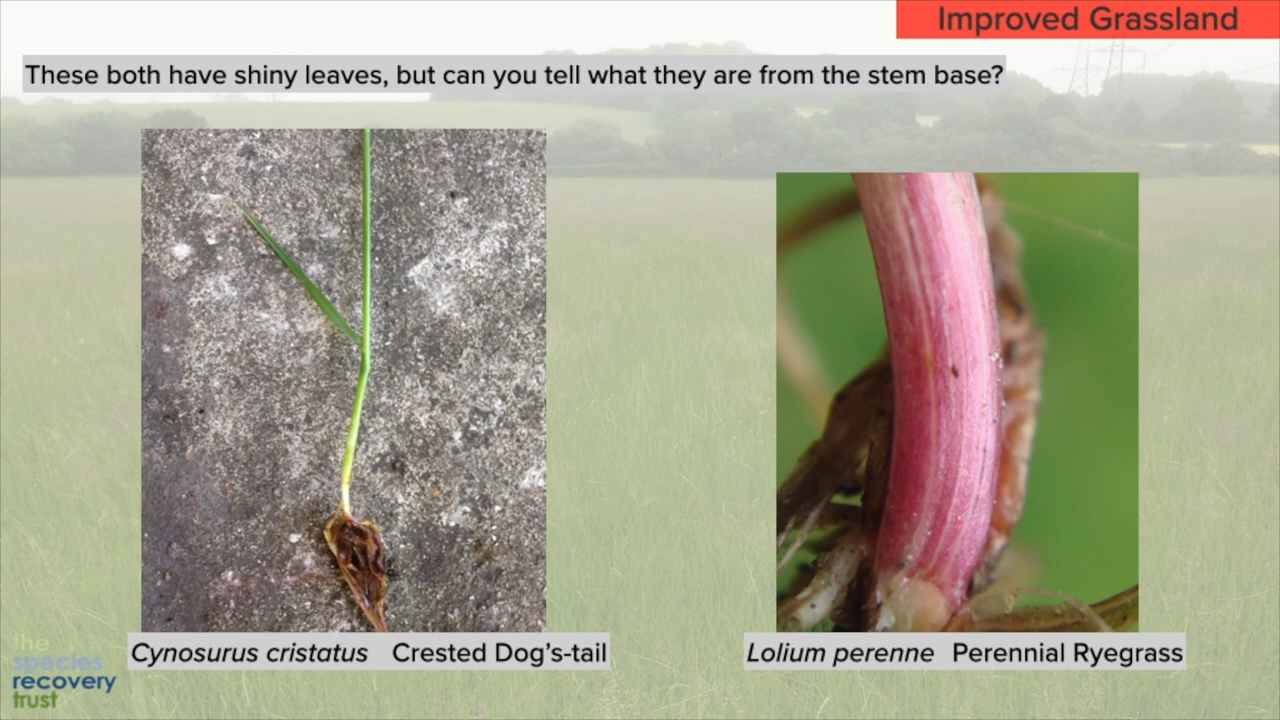 Improved Grassland
These both have shiny leaves, but can you tell what they are from the stem base?
Cynosurus cristatus Crested Dog's-tail
Lolium perenne Perennial Ryegrass
the
species
recovery
trust